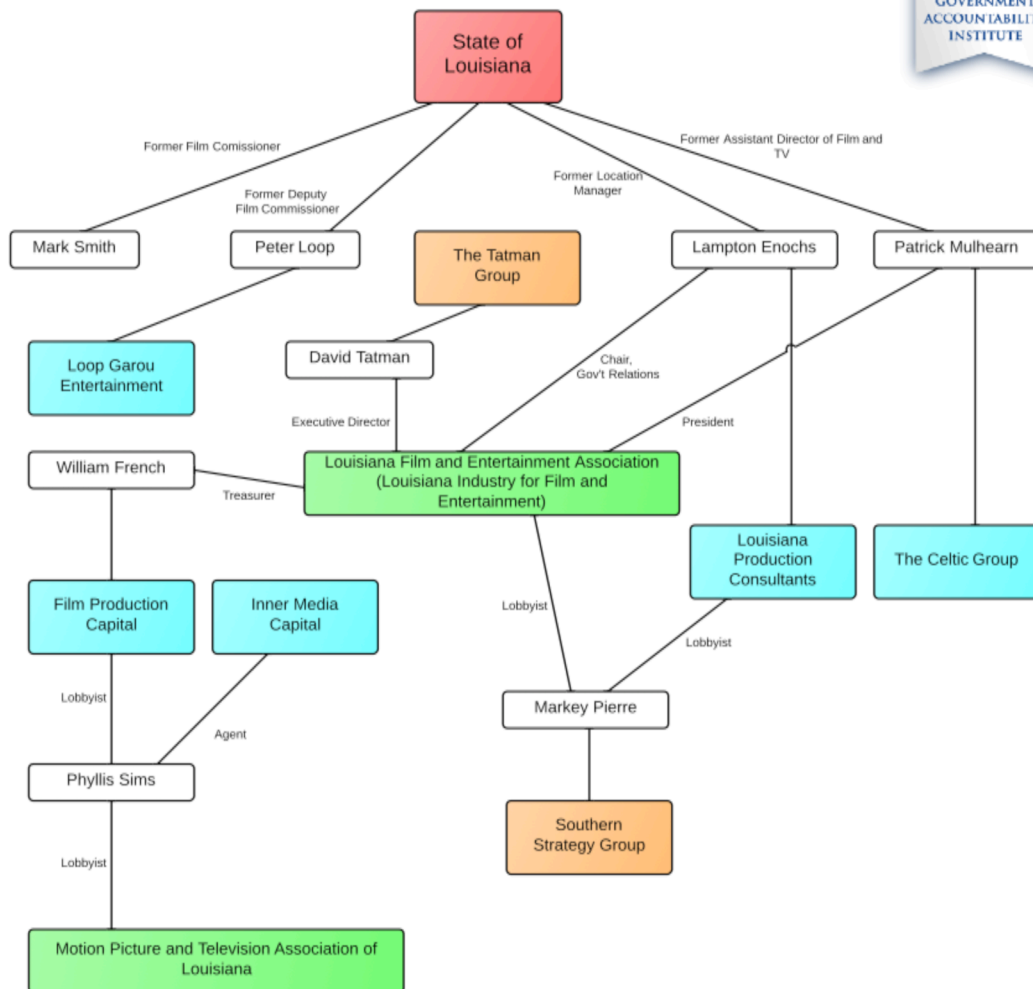 GOVERNMENT
ACCOUNTABILIT
INSTITUTE
State of
Louisiana
Former Film Comissioner
Former Assistant Director of Film and
TV
Former Deputy
Film Commissioner
Former Location
Manager
Mark Smith
Peter Loop
The Tatman
Group
Lampton Enochs
Patrick Mulhearn
Loop Garou
Entertainment
David Tatman
Chair,
Gov't Relations
Executive Director
President
William French
Treasurer
Louisiana Film and Entertainment Association
(Louisiana Industry for Film and
Entertainment)
Louisiana
Production
Consultants
The Celtic Group
Film Production
Capital
Inner Media
Capital
Lobbyist
Lobbyist
Lobbyist
Agent
Markey Pierre
Phyllis Sims
Southern
Strategy Group
Lobbyist
Motion Picture and Television Association of
Louisiana